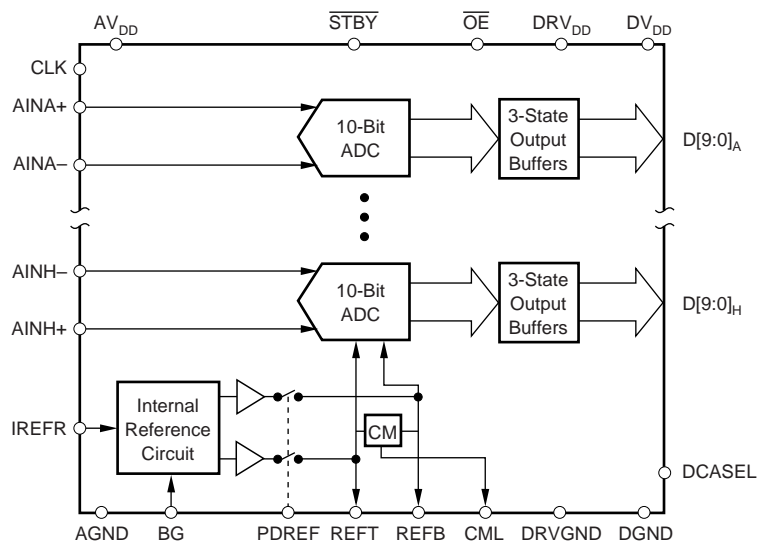 AVDD STBY OE DRVDD DVDD
CLK
AINA+
AINA–
10-Bit
ADC
3-State
Output
Buffers
D[9:0]A
AINH–
AINH+
10-Bit
ADC
3-State
Output
Buffers
D[9:0]H
IREFR
Internal
Reference
Circuit
CM
DCASEL
AGND BG PDREF REFT REFB CML DRVGND DGND